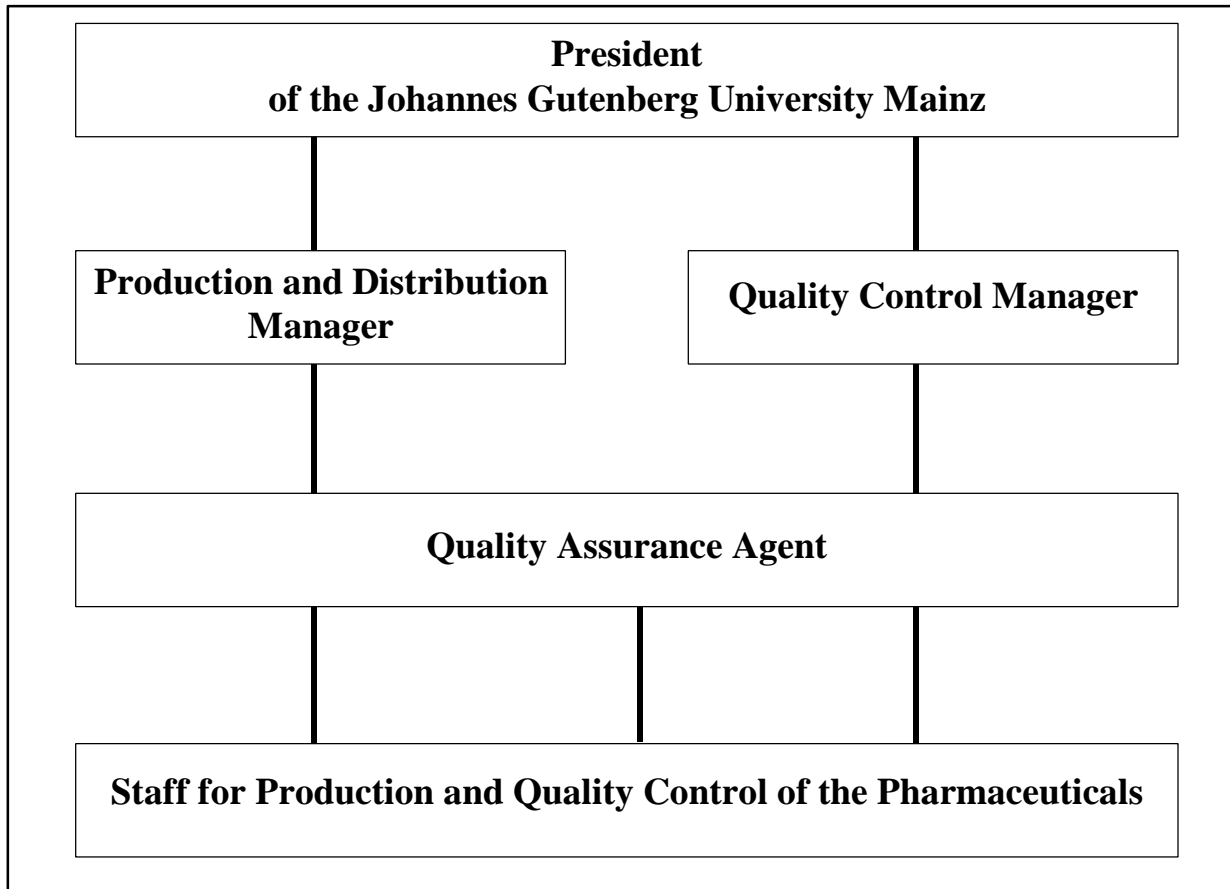 President
of the Johannes Gutenberg University Mainz
Production and Distribution
Manager
Quality Control Manager
Quality Assurance Agent
Staff for Production and Quality Control of the Pharmaceuticals